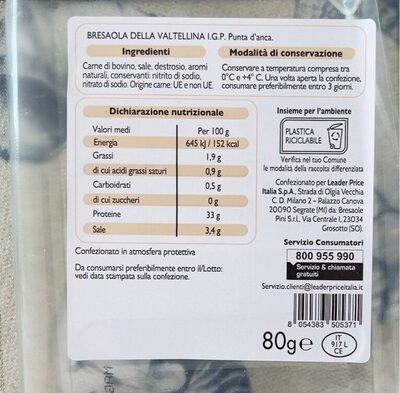 BRESAOLA DELLA VALTELLINA I.G.P. Punta d'anca.
Ingredienti
Carne di bovino, sale, destrosio, aromi
naturali, conservanti: nitrito di sodio,
nitrato di sodio. Origine carne: UE e non UE.
Modalità di conservazione
Conservare a temperatura compresa tra
0°C e +4° C. Una volta aperta la confezione,
consumare preferibilmente entro 3 giorni.
Dichiarazione nutrizionale
Valori medi Per 100 g
Energia 645 kJ / 152 kcal
Grassi 1,9 g
di cui acidi grassi saturi 0,9 g
Carboidrati 0,5 g
di cui zuccheri 0 g
Proteine 33 g
Sale 3,4 g
Confezionato in atmosfera protettiva
Da consumarsi preferibilmente entro il/Lotto:
vedi data stampata sulla confezione.
Insieme per l'ambiente
PLASTICA
RICICLABILE
Verifica nel tuo Comune
le modalità della raccolta differenziata
Confezionato per Leader Price
Italia S.p.A., Strada di Olgia Vecchia
C. D. Milano 2 - Palazzo Canova
20090 Segrate (MI) da: Bresaole
Pini S.r.l., Via Centrale I, 23034
Grosotto (SO).
Servizio Consumatori
800 955 990
Servizio & chiamata
gratuiti
Servizio.clienti@leaderpriceitalia.it
8 054383 505371
80g e
IT
917 L
CE